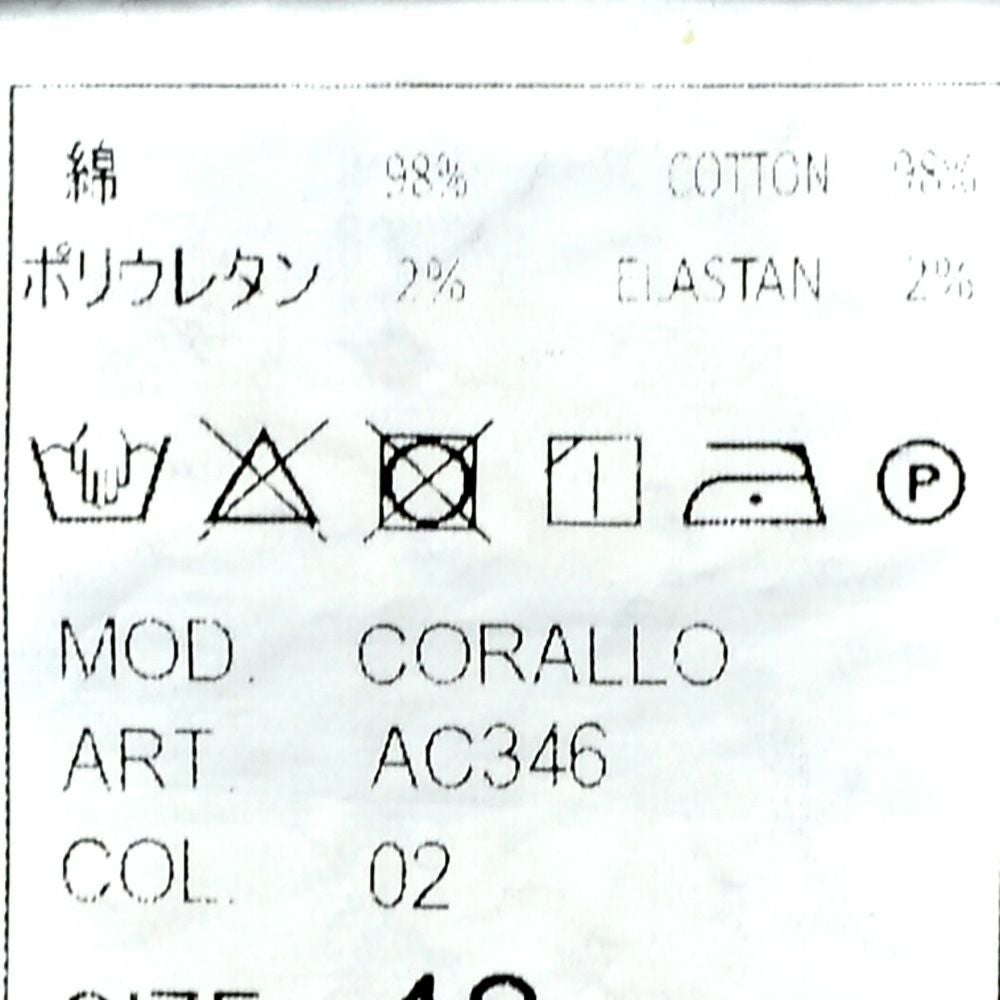 綿 98% COTTON 98%
ポリウレタン 2% ELASTAN 2%
P
MOD. CORALLO
ART AC346
COL. 02
SIZE